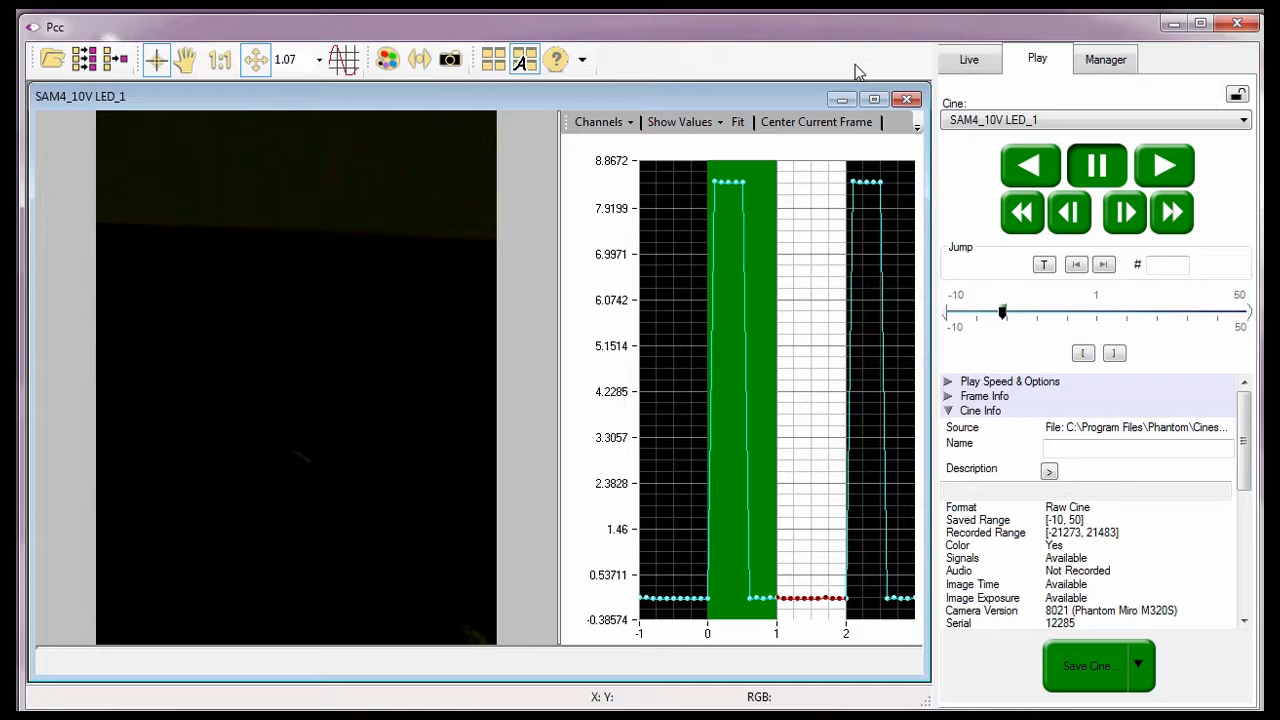 Pcc
1:1 1.07 A ?
Live Play Manager
SAM4_10V LED_1
Channels Show Values Fit Center Current Frame
8.8672
7.9199
6.9971
6.0742
5.1514
4.2285
3.3057
2.3828
1.46
0.53711
-0.38574
-1 0 1 2
X: Y: RGB:
Cine:
SAM4_10V LED_1
Jump
T #
-10 1 50
-10 50
[ ]
Play Speed & Options
Frame Info
Cine Info
Source File: C:\Program Files\Phantom\Cines...
Name
Description >
Format Raw Cine
Saved Range [-10, 50]
Recorded Range [-21273, 21483]
Color Yes
Signals Available
Audio Not Recorded
Image Time Available
Image Exposure Available
Camera Version 8021 (Phantom Miro M320S)
Serial 12285
Save Cine...